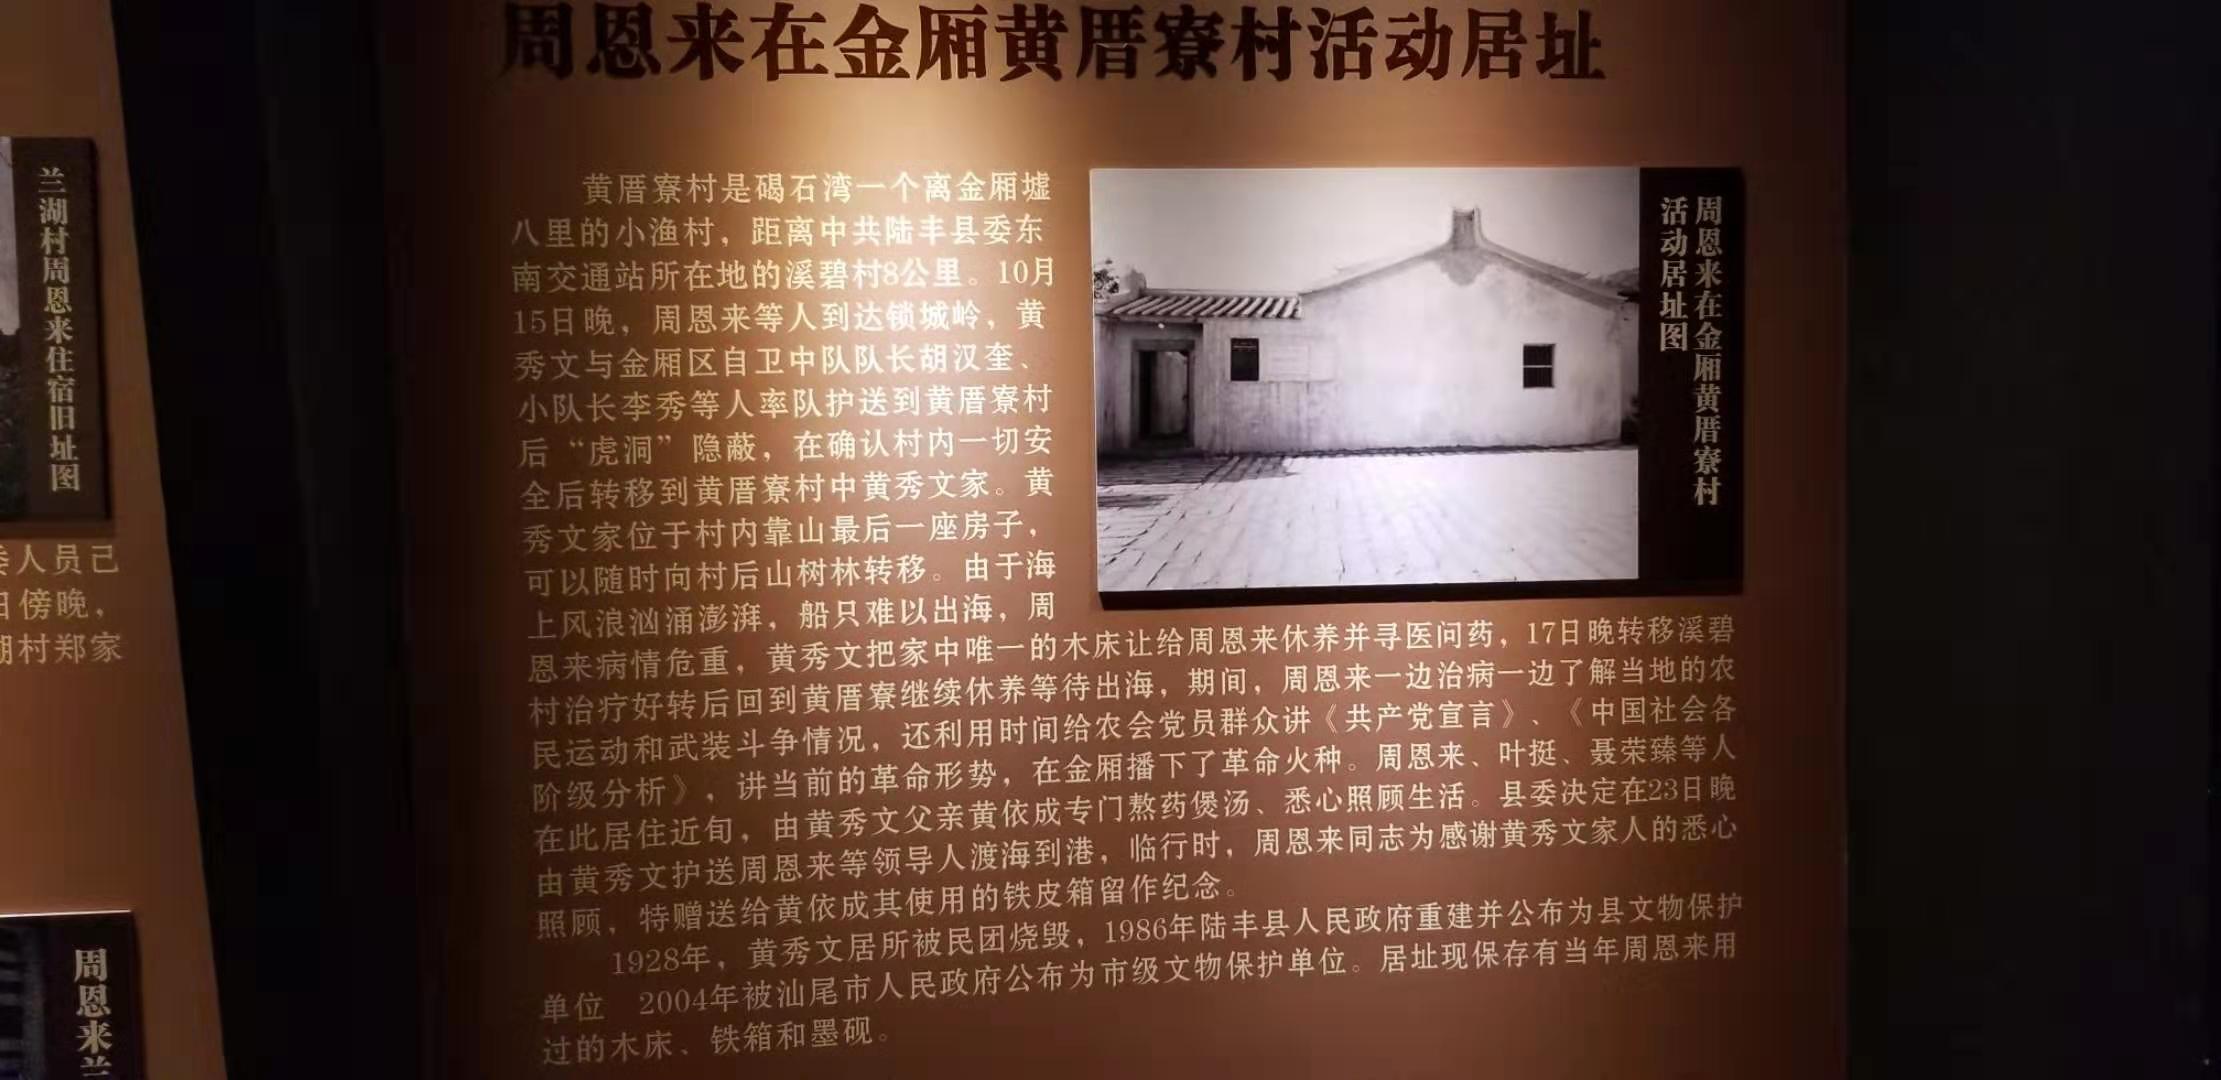 周恩来在金厢黄厝寮村活动居址
黄厝寮村是碣石湾一个离金厢墟
八里的小渔村，距离中共陆丰县委东
南交通站所在地的溪碧村8公里。10月
15日晚，周恩来等人到达锁城岭，黄
秀文与金厢区自卫中队队长胡汉奎、
小队长李秀等人率队护送到黄厝寮村
后“虎洞”隐蔽，在确认村内一切安
全后转移到黄厝寮村中黄秀文家。黄
秀文家位于村内靠山最后一座房子，
可以随时向村后山树林转移。由于海
上风浪汹涌澎湃，船只难以出海，周
恩来病情危重，黄秀文把家中唯一的木床让给周恩来休养并寻医问药，17日晚转移溪碧
村治疗好转后回到黄厝寮继续休养等待出海，期间，周恩来一边治病一边了解当地的农
民运动和武装斗争情况，还利用时间给农会党员群众讲《共产党宣言》、《中国社会各
阶级分析》，讲当前的革命形势，在金厢播下了革命火种。周恩来、叶挺、聂荣臻等人
在此居住近旬，由黄秀文父亲黄依成专门熬药煲汤、悉心照顾生活。县委决定在23日晚
由黄秀文护送周恩来等领导人渡海到港，临行时，周恩来同志为感谢黄秀文家人的悉心
照顾，特赠送给黄依成其使用的铁皮箱留作纪念。
1928年，黄秀文居所被民团烧毁，1986年陆丰县人民政府重建并公布为县文物保护
单位 2004年被汕尾市人民政府公布为市级文物保护单位。居址现保存有当年周恩来用
过的木床、铁箱和墨砚。
周恩来在金厢黄厝寮村
活动居址图
兰湖村周恩来住宿旧址图
人员已
日傍晚，
湖村郑家
周恩来兰